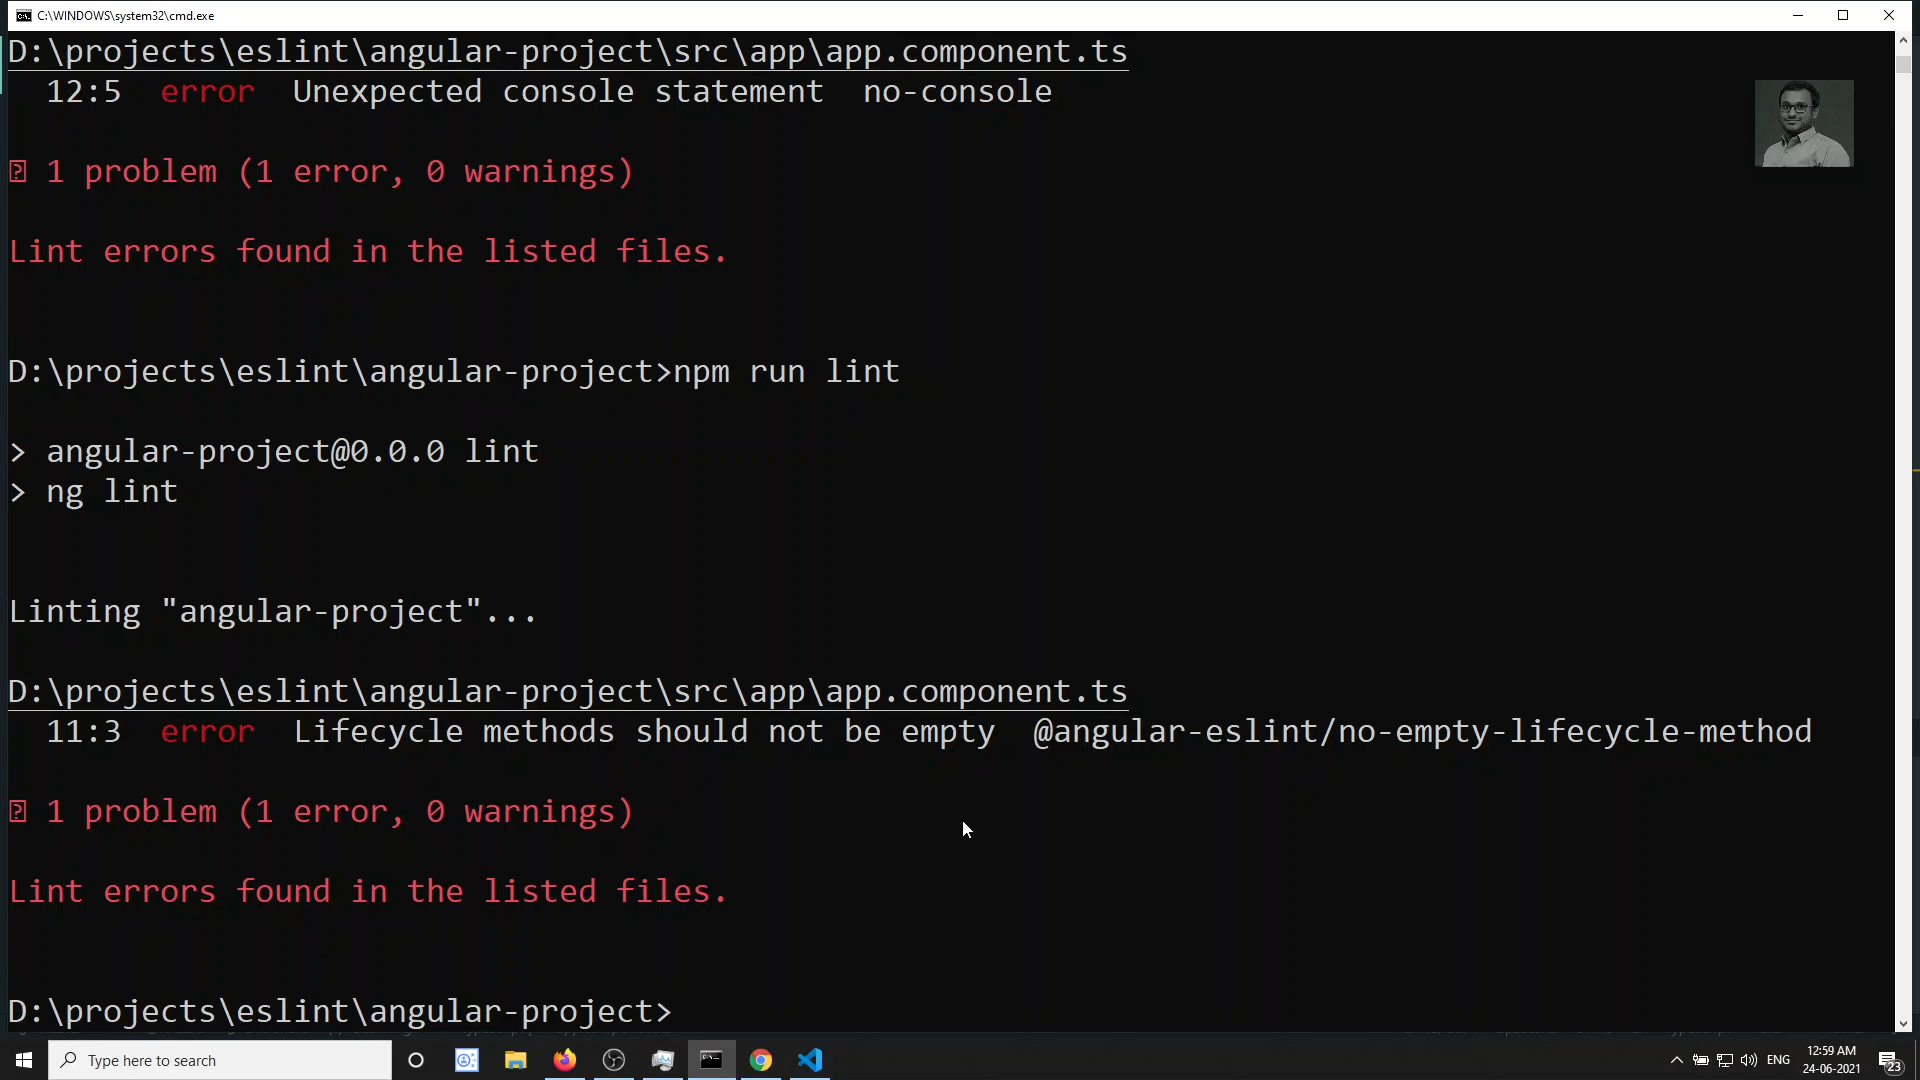 C:\WINDOWS\system32\cmd.exe
D:\projects\eslint\angular-project\src\app\app.component.ts
12:5 error Unexpected console statement no-console
1 problem (1 error, 0 warnings)
Lint errors found in the listed files.
D:\projects\eslint\angular-project>npm run lint
> angular-project@0.0.0 lint
> ng lint
Linting "angular-project"...
D:\projects\eslint\angular-project\src\app\app.component.ts
11:3 error Lifecycle methods should not be empty @angular-eslint/no-empty-lifecycle-method
1 problem (1 error, 0 warnings)
Lint errors found in the listed files.
D:\projects\eslint\angular-project>
Type here to search
ENG
12:59 AM
24-06-2021
23